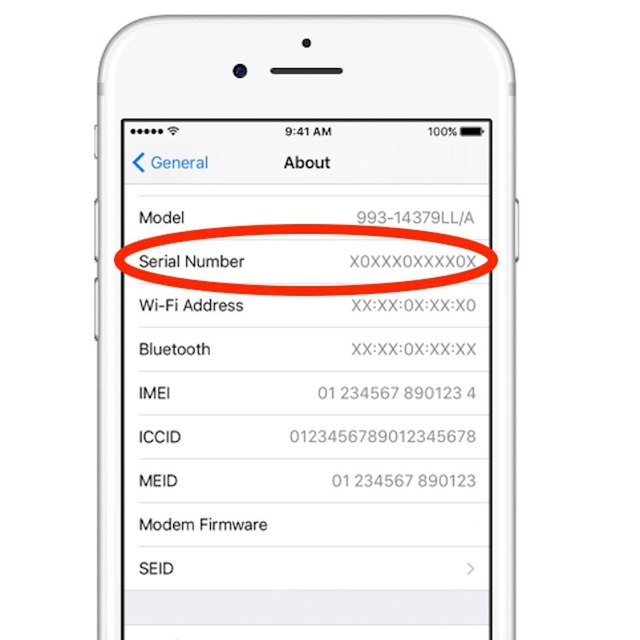 9:41 AM 100%
General About
Model 993-14379LL/A
Serial Number X0XXX0XXXX0X
Wi-Fi Address XX:XX:0X:XX:X0
Bluetooth XX:XX:0X:XX:XX
IMEI 01 234567 890123 4
ICCID 0123456789012345678
MEID 01 234567 890123
Modem Firmware
SEID